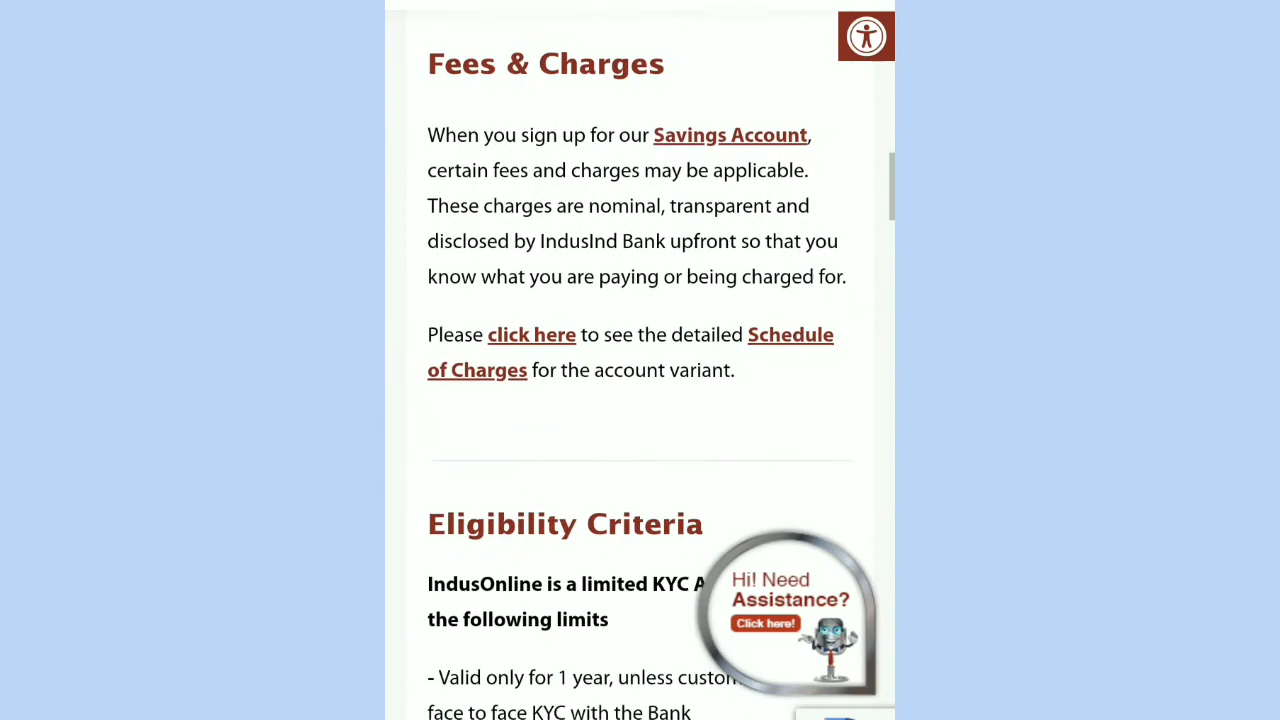 Fees & Charges
When you sign up for our Savings Account,
certain fees and charges may be applicable.
These charges are nominal, transparent and
disclosed by IndusInd Bank upfront so that you
know what you are paying or being charged for.
Please click here to see the detailed Schedule
of Charges for the account variant.
Eligibility Criteria
IndusOnline is a limited KYC
the following limits
- Valid only for 1 year, unless
face to face KYC with the Bank
Hi! Need
Assistance?
Click here!